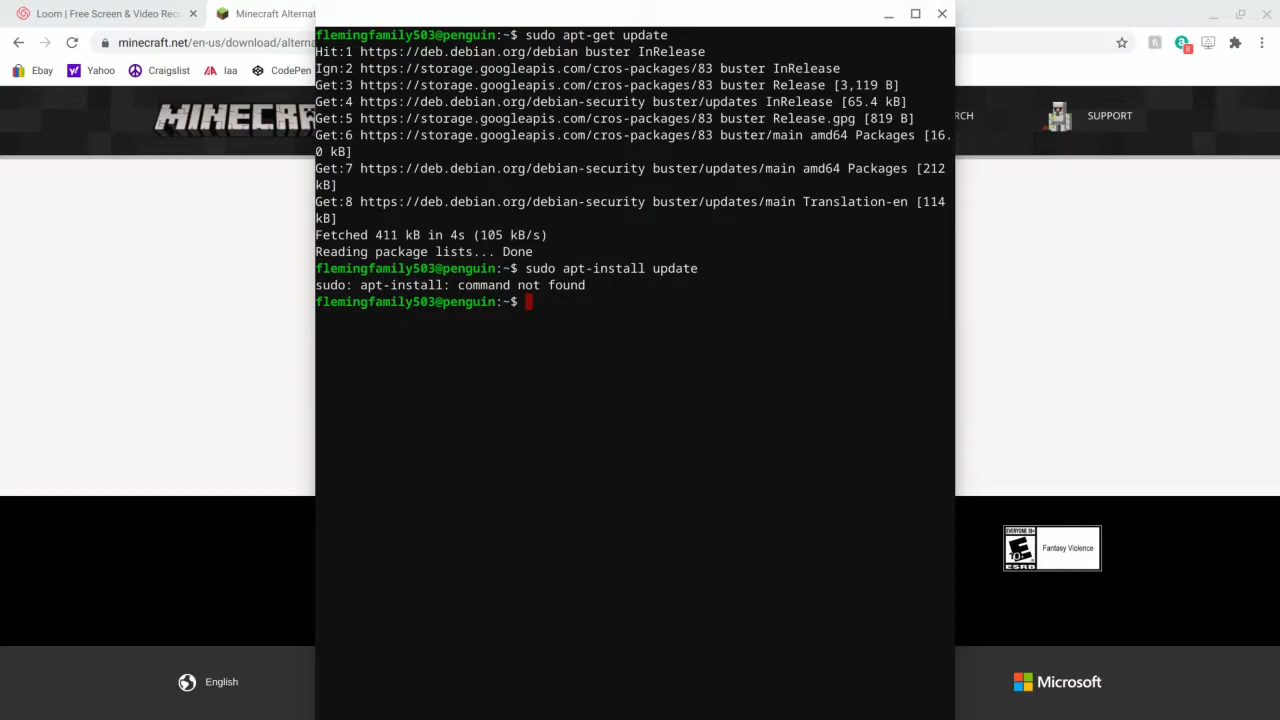 Loom | Free Screen & Video Rec
Minecraft Alterna
minecraft.net/en-us/download/alterna
Ebay
Yahoo
Craigslist
Iaa
CodePen
8
MINECRA
RCH
SUPPORT
flemingfamily503@penguin:~$ sudo apt-get update
Hit:1 https://deb.debian.org/debian buster InRelease
Ign:2 https://storage.googleapis.com/cros-packages/83 buster InRelease
Get:3 https://storage.googleapis.com/cros-packages/83 buster Release [3,119 B]
Get:4 https://deb.debian.org/debian-security buster/updates InRelease [65.4 kB]
Get:5 https://storage.googleapis.com/cros-packages/83 buster Release.gpg [819 B]
Get:6 https://storage.googleapis.com/cros-packages/83 buster/main amd64 Packages [16.
0 kB]
Get:7 https://deb.debian.org/debian-security buster/updates/main amd64 Packages [212
kB]
Get:8 https://deb.debian.org/debian-security buster/updates/main Translation-en [114
kB]
Fetched 411 kB in 4s (105 kB/s)
Reading package lists... Done
flemingfamily503@penguin:~$ sudo apt-install update
sudo: apt-install: command not found
flemingfamily503@penguin:~$
EVERYONE 10+
E
10+
ESRB
Fantasy Violence
English
Microsoft